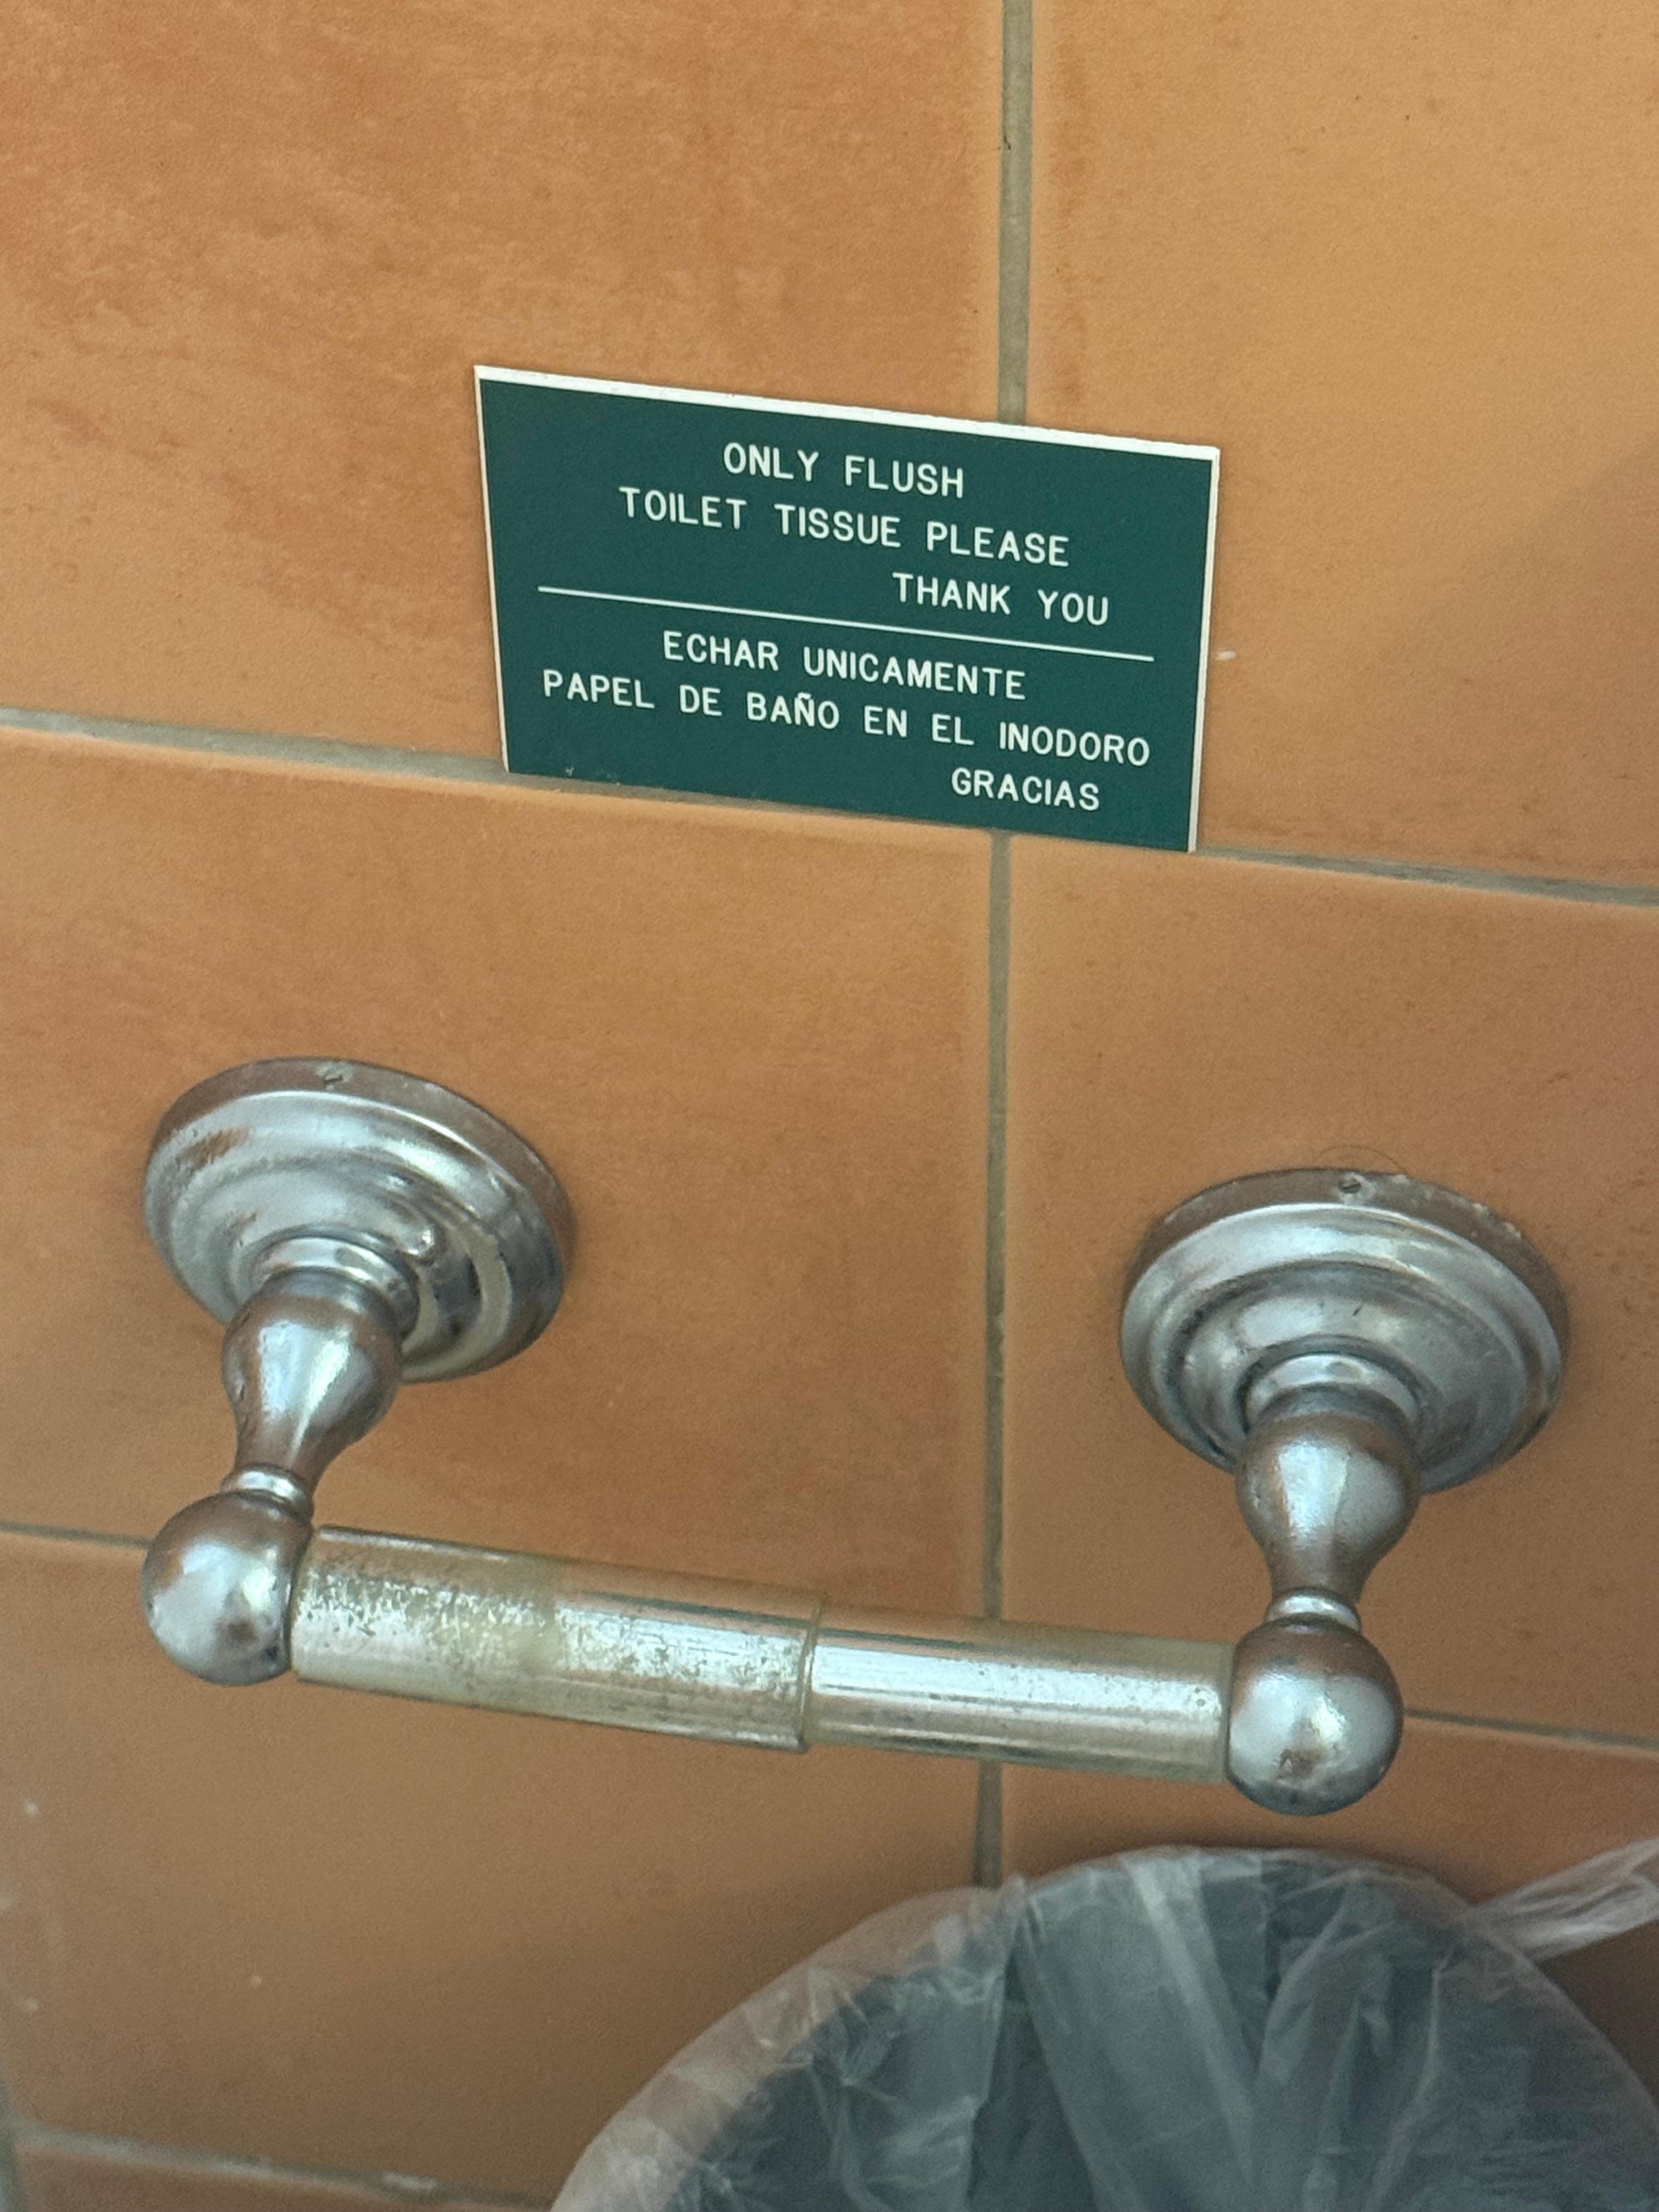 ONLY FLUSH
TOILET TISSUE PLEASE
THANK YOU
ECHAR UNICAMENTE
PAPEL DE BAÑO EN EL INODORO
GRACIAS